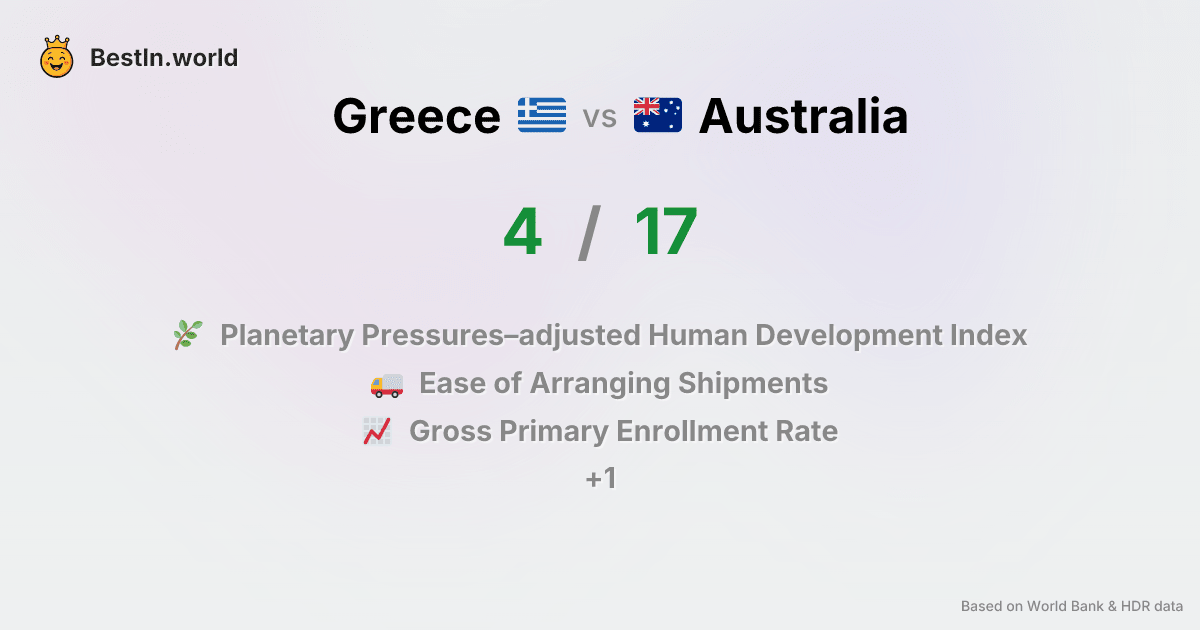 BestIn.world
Greece vs Australia
4 / 17
Planetary Pressures–adjusted Human Development Index
Ease of Arranging Shipments
Gross Primary Enrollment Rate
+1
Based on World Bank & HDR data